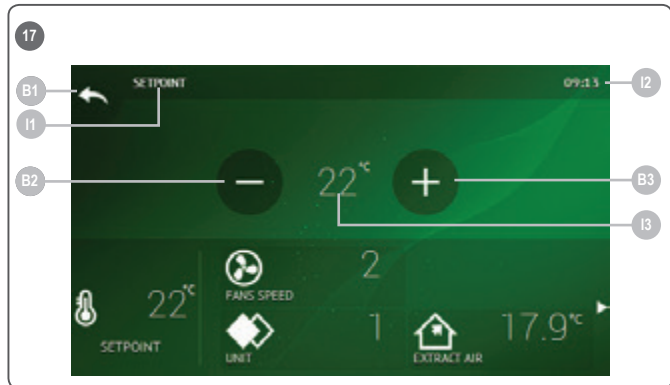 17
B1 SETPOINT 09:13 I2
I1
B2 − 22°C + B3
I3
2
FANS SPEED
22°C
SETPOINT
1
UNIT
17.9°C
EXTRACT AIR